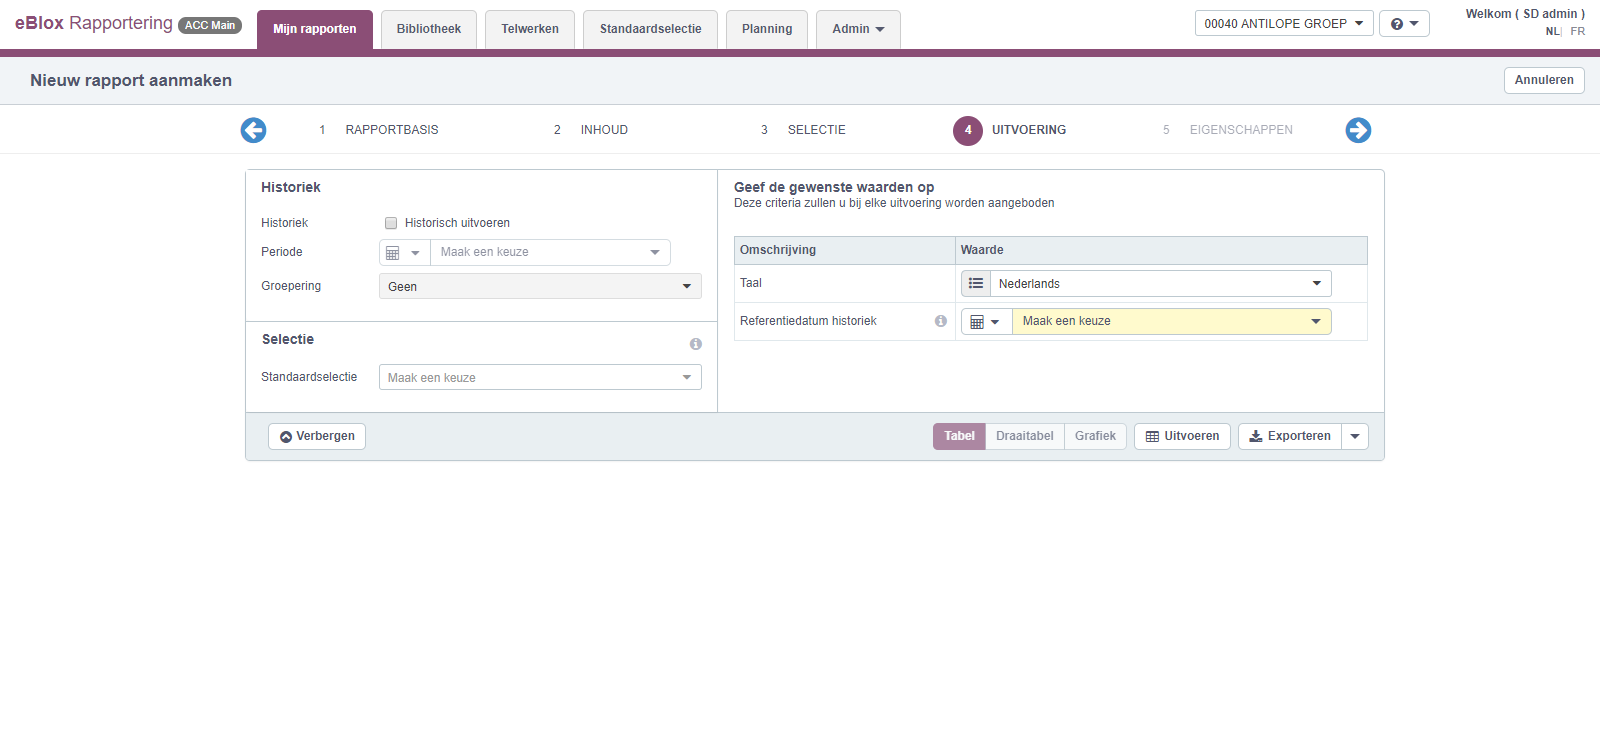 eBlox Rapportering ACC Main
Mijn rapporten
Bibliotheek
Telwerken
Standaardselectie
Planning
Admin
00040 ANTILOPE GROEP
Welkom ( SD admin )
NL| FR
Nieuw rapport aanmaken
Annuleren
1 RAPPORTBASIS
2 INHOUD
3 SELECTIE
4 UITVOERING
5 EIGENSCHAPPEN
Historiek
Historiek Historisch uitvoeren
Periode Maak een keuze
Groepering Geen
Selectie
Standaardselectie Maak een keuze
Geef de gewenste waarden op
Deze criteria zullen u bij elke uitvoering worden aangeboden
Omschrijving Waarde
Taal Nederlands
Referentiedatum historiek Maak een keuze
Verbergen
Tabel Draaitabel Grafiek
Uitvoeren
Exporteren